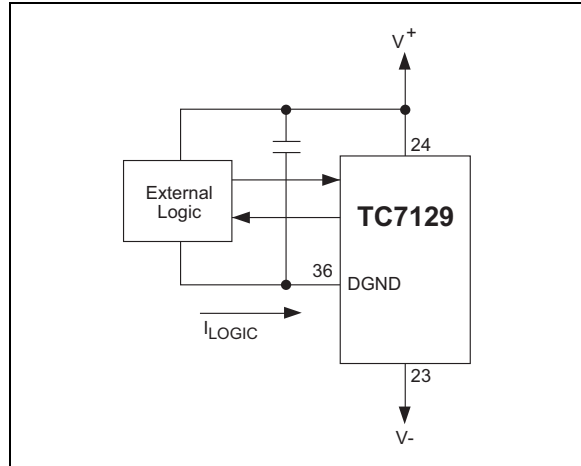 V+
24
External
Logic
TC7129
36
DGND
ILOGIC
23
V-